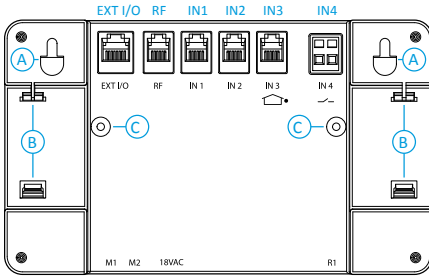 EXT I/O RF IN1 IN2 IN3 IN4
A A
EXT I/O RF IN 1 IN 2 IN 3 IN 4
C C
B B
M1 M2 18VAC R1